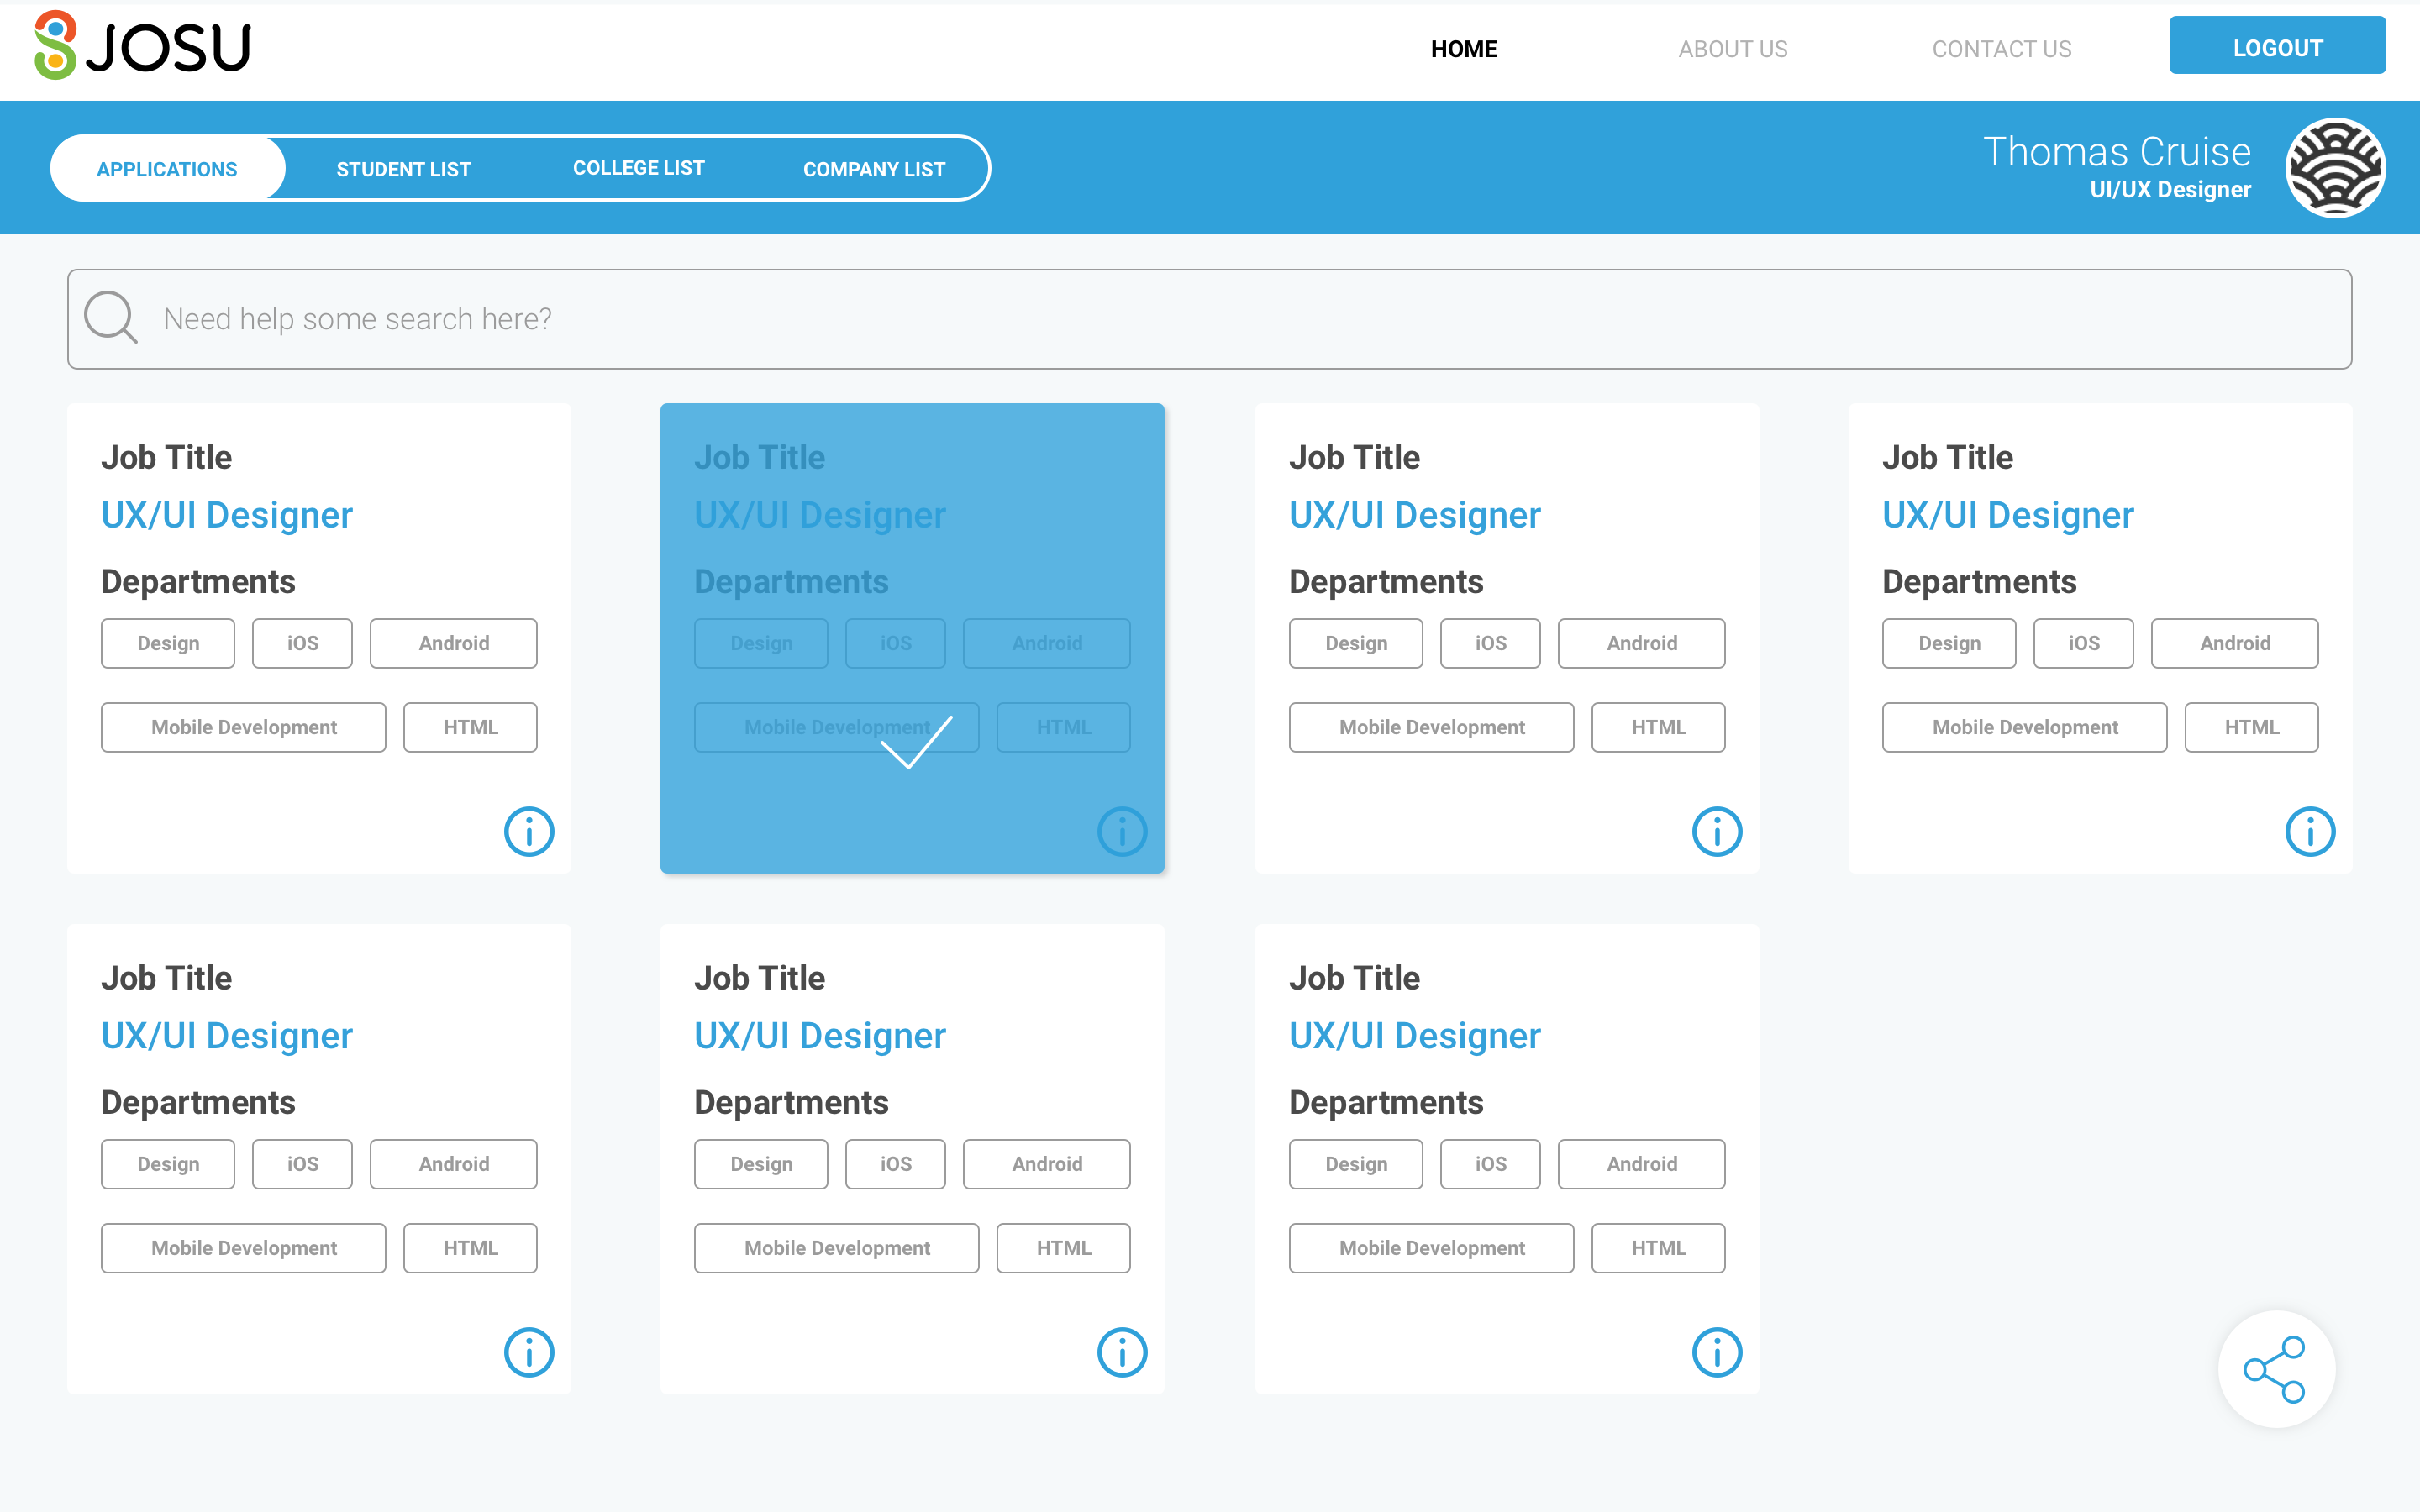 JOSU
HOME ABOUT US CONTACT US LOGOUT
APPLICATIONS STUDENT LIST COLLEGE LIST COMPANY LIST
Thomas Cruise
UI/UX Designer
Need help some search here?
Job Title
UX/UI Designer
Departments
Design iOS Android
Mobile Development HTML
Job Title
UX/UI Designer
Departments
Design iOS Android
Mobile Development HTML
Job Title
UX/UI Designer
Departments
Design iOS Android
Mobile Development HTML
Job Title
UX/UI Designer
Departments
Design iOS Android
Mobile Development HTML
Job Title
UX/UI Designer
Departments
Design iOS Android
Mobile Development HTML
Job Title
UX/UI Designer
Departments
Design iOS Android
Mobile Development HTML
Job Title
UX/UI Designer
Departments
Design iOS Android
Mobile Development HTML